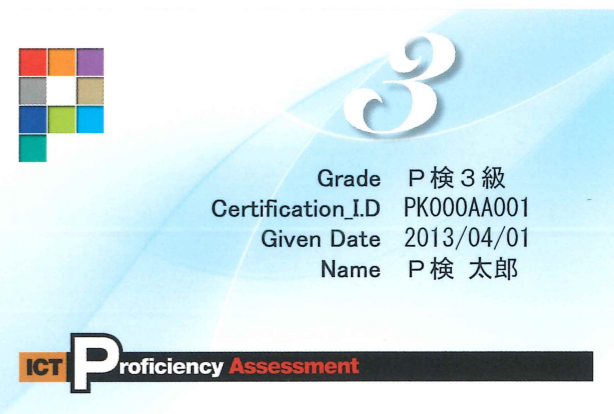 3
Grade P検3級
Certification_I.D PK000AA001
Given Date 2013/04/01
Name P検 太郎
ICT Proficiency Assessment